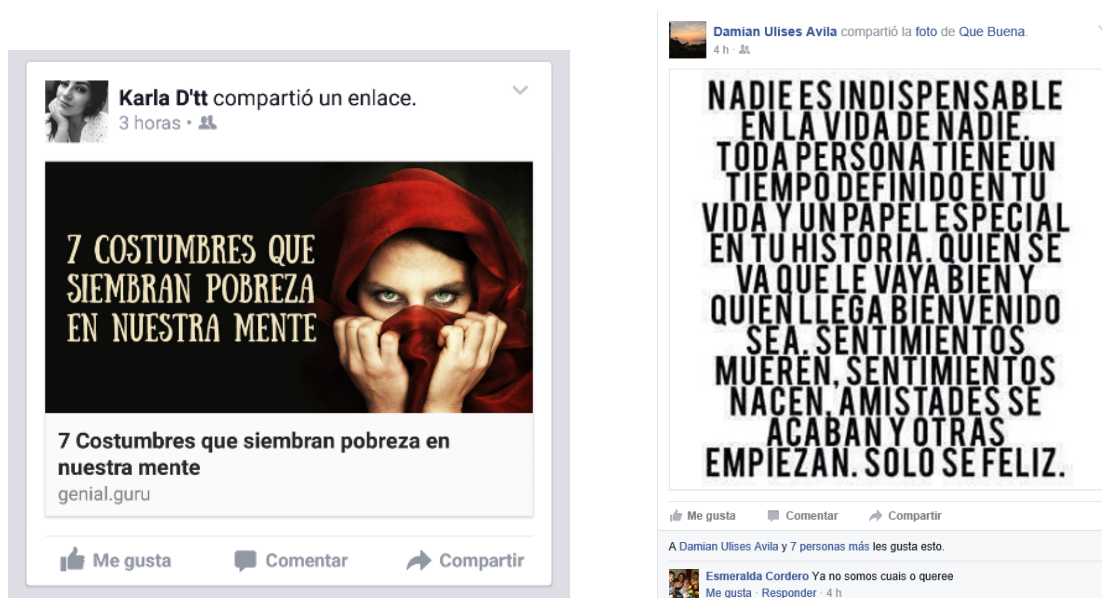 Karla D'tt compartió un enlace.
3 horas
7 COSTUMBRES QUE
SIEMBRAN POBREZA
EN NUESTRA MENTE
7 Costumbres que siembran pobreza en
nuestra mente
genial.guru
Me gusta Comentar Compartir
Damian Ulises Avila compartió la foto de Que Buena.
4 h ·
NADIE ES INDISPENSABLE
EN LA VIDA DE NADIE.
TODA PERSONA TIENE UN
TIEMPO DEFINIDO EN TU
VIDA Y UN PAPEL ESPECIAL
EN TU HISTORIA. QUIEN SE
VA QUE LE VAYA BIEN Y
QUIEN LLEGA BIENVENIDO
SEA. SENTIMIENTOS
MUEREN, SENTIMIENTOS
NACEN, AMISTADES SE
ACABAN Y OTRAS
EMPIEZAN. SOLO SE FELIZ.
Me gusta Comentar Compartir
A Damian Ulises Avila y 7 personas más les gusta esto.
Esmeralda Cordero Ya no somos cuais o queree
Me gusta · Responder · 4 h